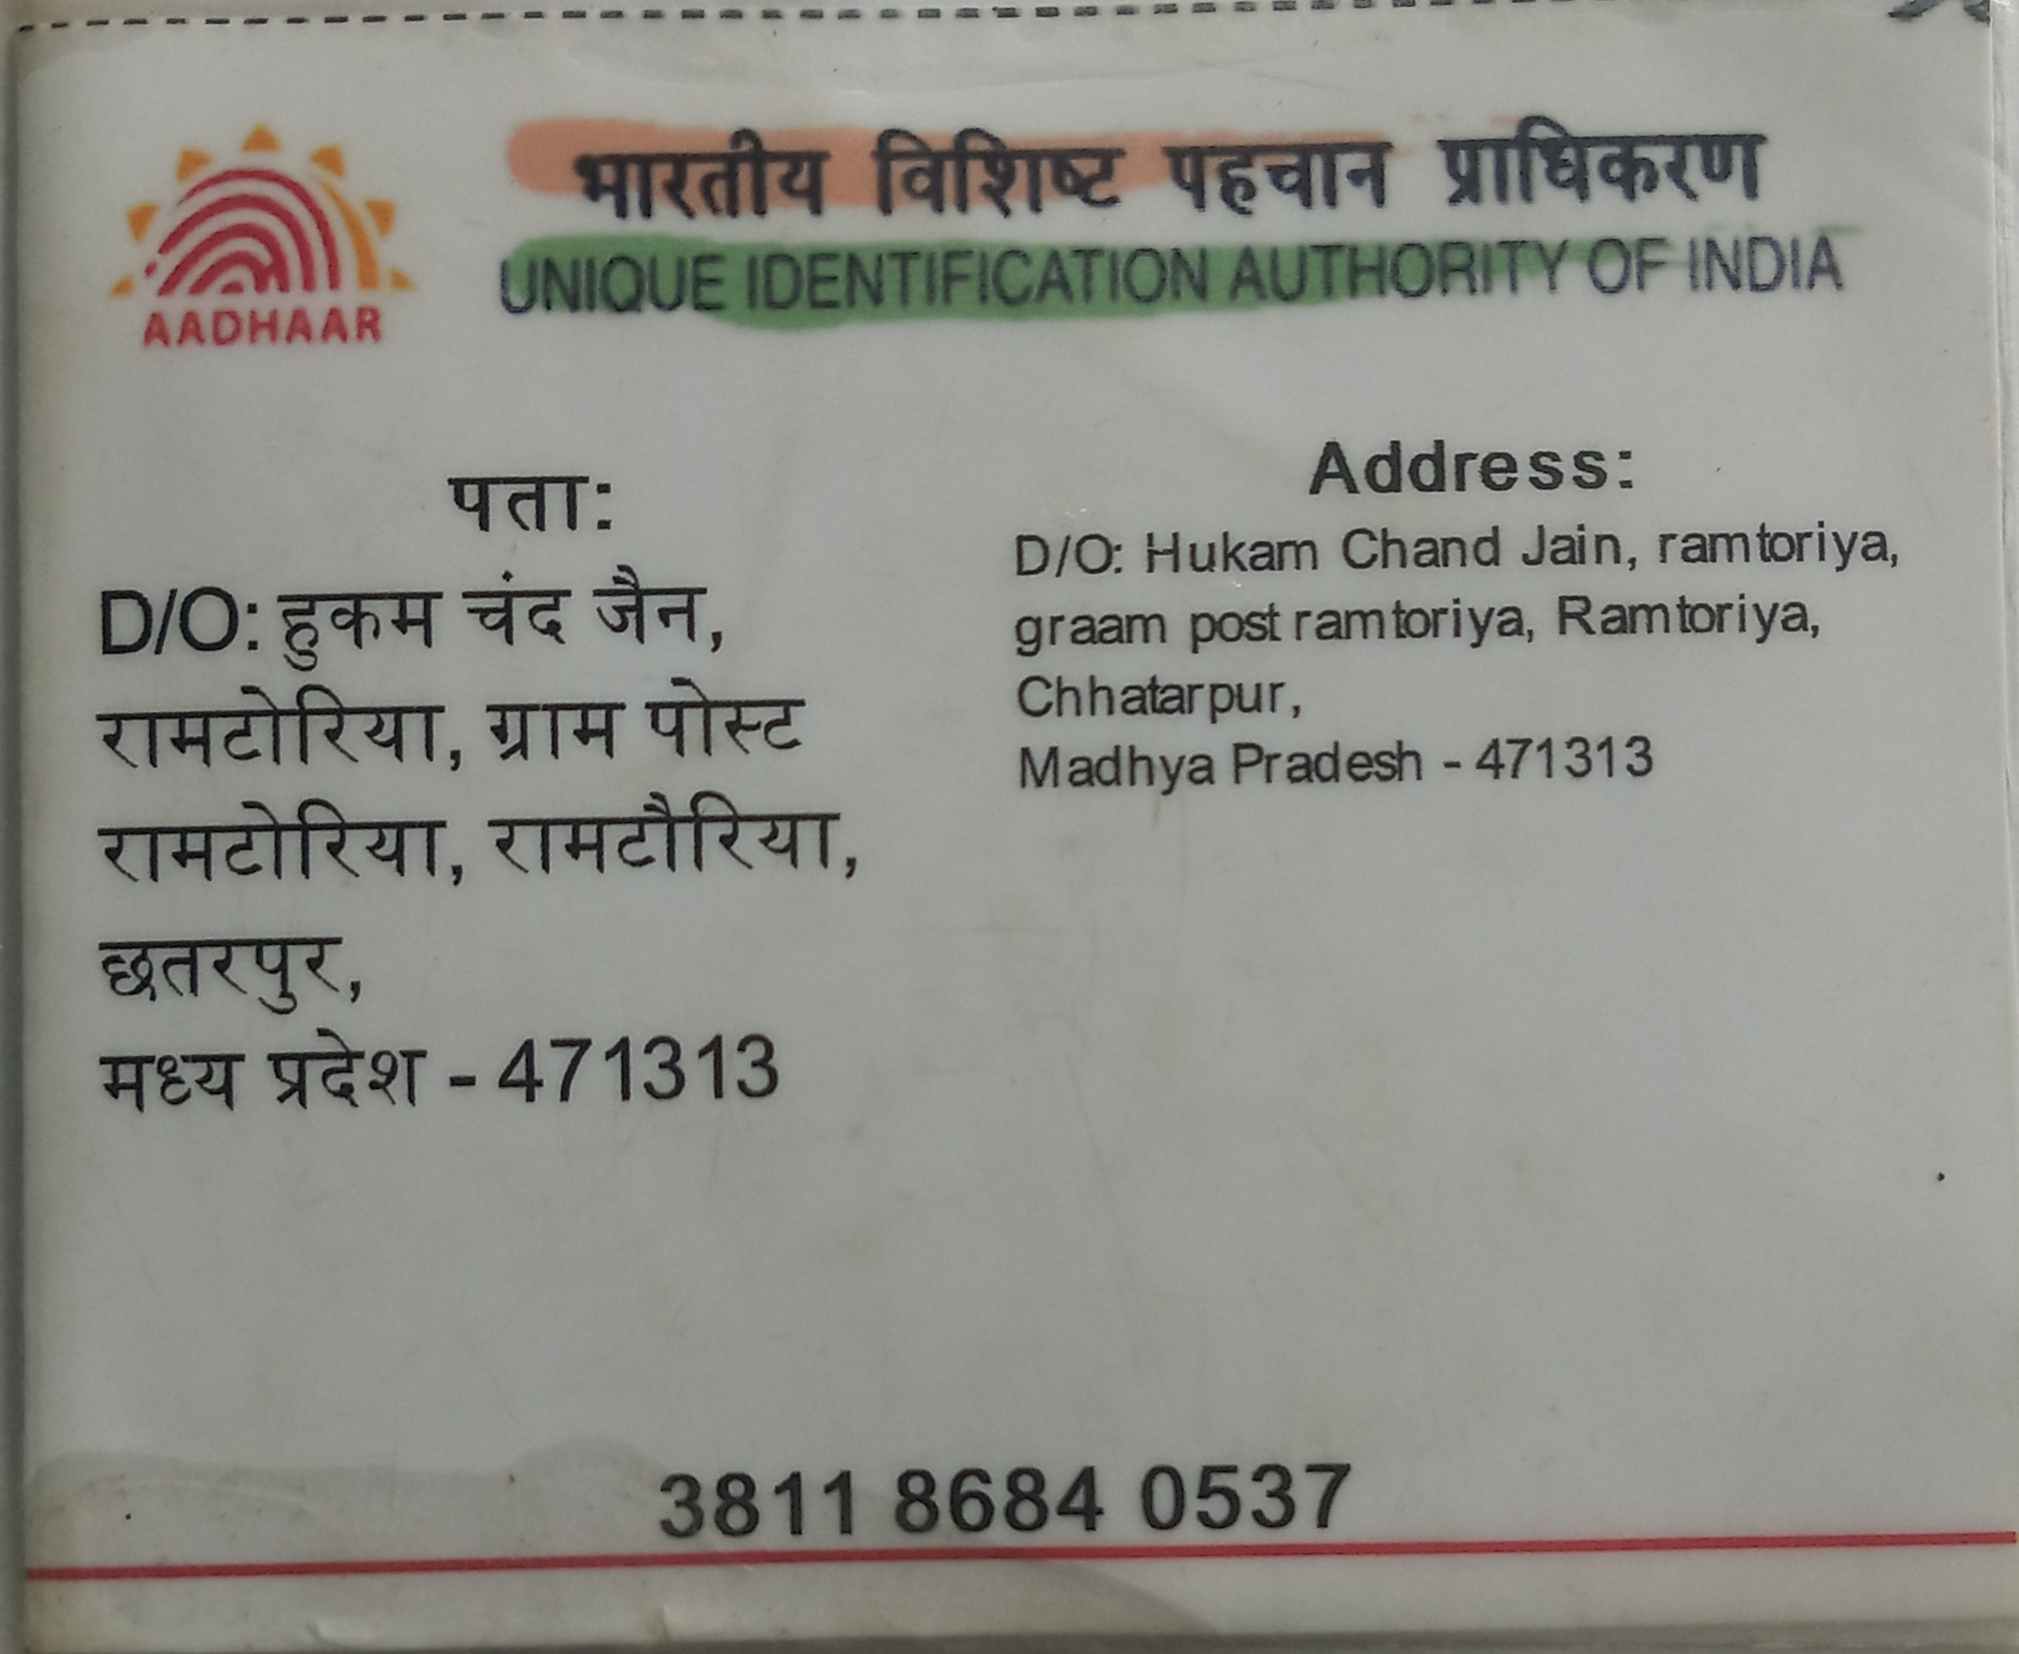 भारतीय विशिष्ट पहचान प्राधिकरण
UNIQUE IDENTIFICATION AUTHORITY OF INDIA
AADHAAR
पता:
D/O: हुकम चंद जैन,
रामटोरिया, ग्राम पोस्ट
रामटोरिया, रामटौरिया,
छतरपुर,
मध्य प्रदेश - 471313
Address:
D/O: Hukam Chand Jain, ramtoriya,
graam post ramtoriya, Ramtoriya,
Chhatarpur,
Madhya Pradesh - 471313
3811 8684 0537